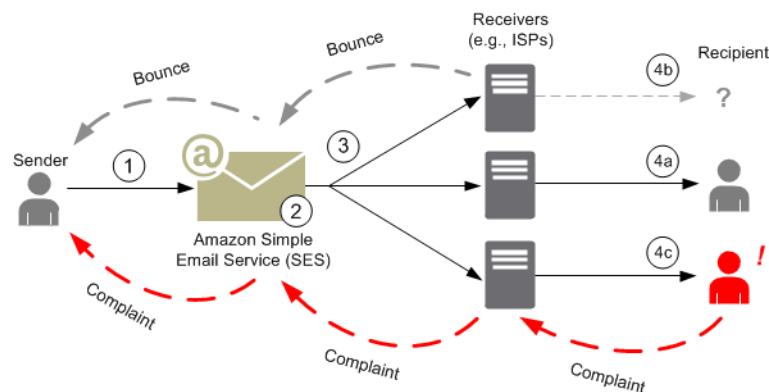 Receivers
(e.g., ISPs)
Bounce
Bounce
4b
Recipient
?
Sender
@
1
3
4a
2
Amazon Simple
Email Service (SES)
4c
!
Complaint
Complaint
Complaint